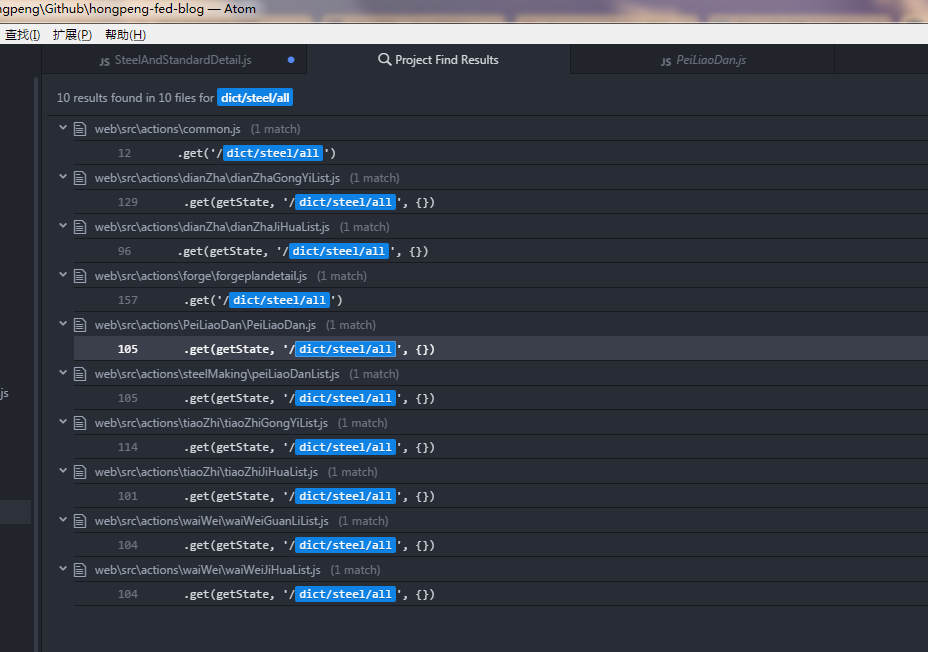 ngpeng\Github\hongpeng-fed-blog — Atom
查找(I) 扩展(P) 帮助(H)
JS SteelAndStandardDetail.js Project Find Results JS PeiLiaoDan.js
10 results found in 10 files for dict/steel/all
web\src\actions\common.js (1 match)
12 .get('/dict/steel/all')
web\src\actions\dianZha\dianZhaGongYiList.js (1 match)
129 .get(getState, '/dict/steel/all', {})
web\src\actions\dianZha\dianZhaJiHuaList.js (1 match)
96 .get(getState, '/dict/steel/all', {})
web\src\actions\forge\forgeplandetail.js (1 match)
157 .get('/dict/steel/all')
web\src\actions\PeiLiaoDan\PeiLiaoDan.js (1 match)
105 .get(getState, '/dict/steel/all', {})
web\src\actions\steelMaking\peiLiaoDanList.js (1 match)
js
105 .get(getState, '/dict/steel/all', {})
web\src\actions\tiaoZhi\tiaoZhiGongYiList.js (1 match)
114 .get(getState, '/dict/steel/all', {})
web\src\actions\tiaoZhi\tiaoZhiJiHuaList.js (1 match)
101 .get(getState, '/dict/steel/all', {})
web\src\actions\waiWei\waiWeiGuanLiList.js (1 match)
104 .get(getState, '/dict/steel/all', {})
web\src\actions\waiWei\waiWeiJiHuaList.js (1 match)
104 .get(getState, '/dict/steel/all', {})